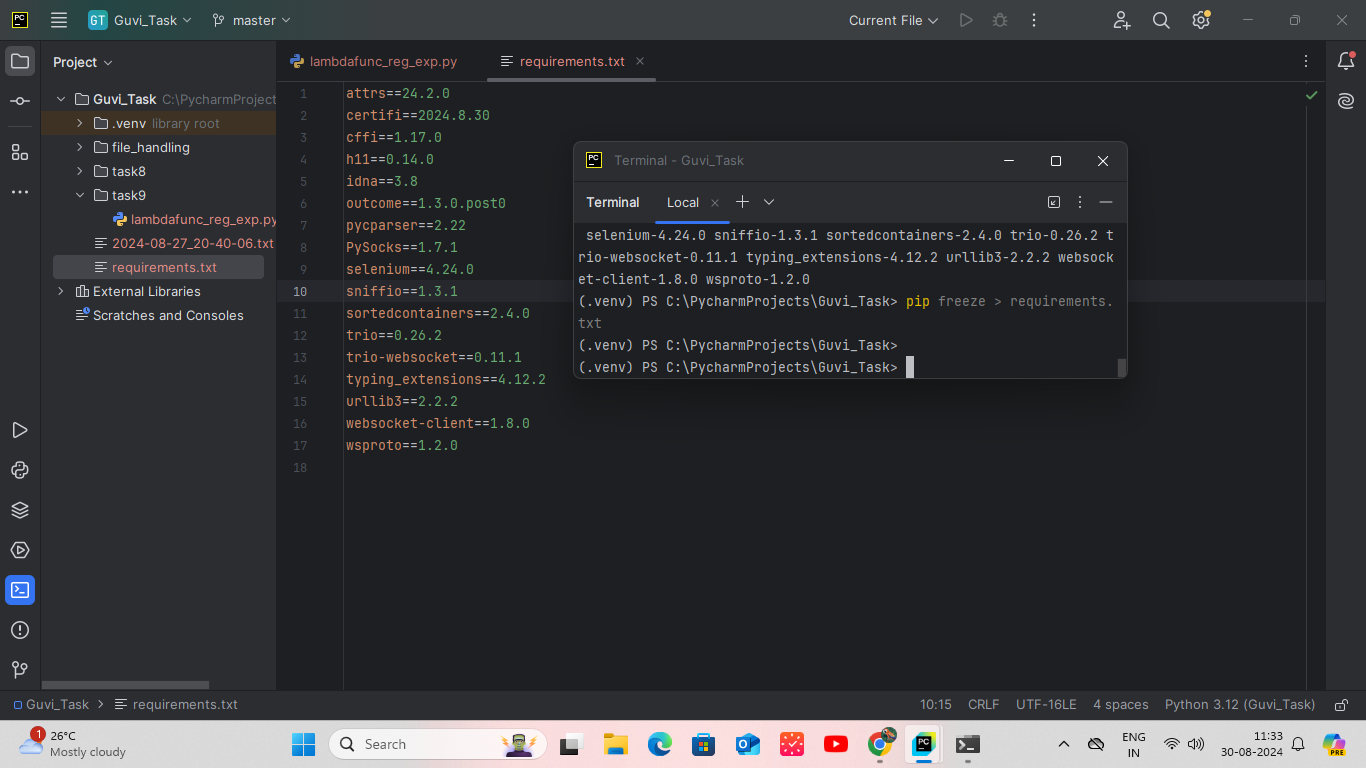 PC
GT Guvi_Task master
Current File
Project
lambdafunc_reg_exp.py
requirements.txt
Guvi_Task C:\PycharmProject
.venv library root
file_handling
task8
task9
lambdafunc_reg_exp.py
2024-08-27_20-40-06.txt
requirements.txt
External Libraries
Scratches and Consoles
1 attrs==24.2.0
2 certifi==2024.8.30
3 cffi==1.17.0
4 h11==0.14.0
5 idna==3.8
6 outcome==1.3.0.post0
7 pycparser==2.22
8 PySocks==1.7.1
9 selenium==4.24.0
10 sniffio==1.3.1
11 sortedcontainers==2.4.0
12 trio==0.26.2
13 trio-websocket==0.11.1
14 typing_extensions==4.12.2
15 urllib3==2.2.2
16 websocket-client==1.8.0
17 wsproto==1.2.0
18
PC Terminal - Guvi_Task
Terminal Local
selenium-4.24.0 sniffio-1.3.1 sortedcontainers-2.4.0 trio-0.26.2 t
rio-websocket-0.11.1 typing_extensions-4.12.2 urllib3-2.2.2 websock
et-client-1.8.0 wsproto-1.2.0
(.venv) PS C:\PycharmProjects\Guvi_Task> pip freeze > requirements.
txt
(.venv) PS C:\PycharmProjects\Guvi_Task>
(.venv) PS C:\PycharmProjects\Guvi_Task>
Guvi_Task > requirements.txt
10:15 CRLF UTF-16LE 4 spaces Python 3.12 (Guvi_Task)
1
26°C
Mostly cloudy
Search
PC
PRE
ENG
IN
11:33
30-08-2024